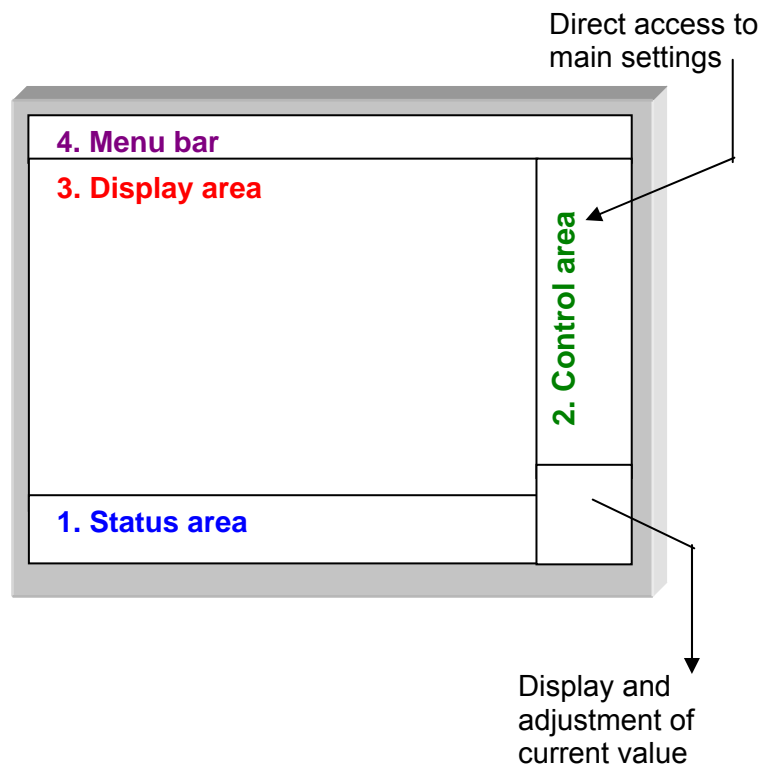 Direct access to
main settings
4. Menu bar
3. Display area
2. Control area
1. Status area
Display and
adjustment of
current value